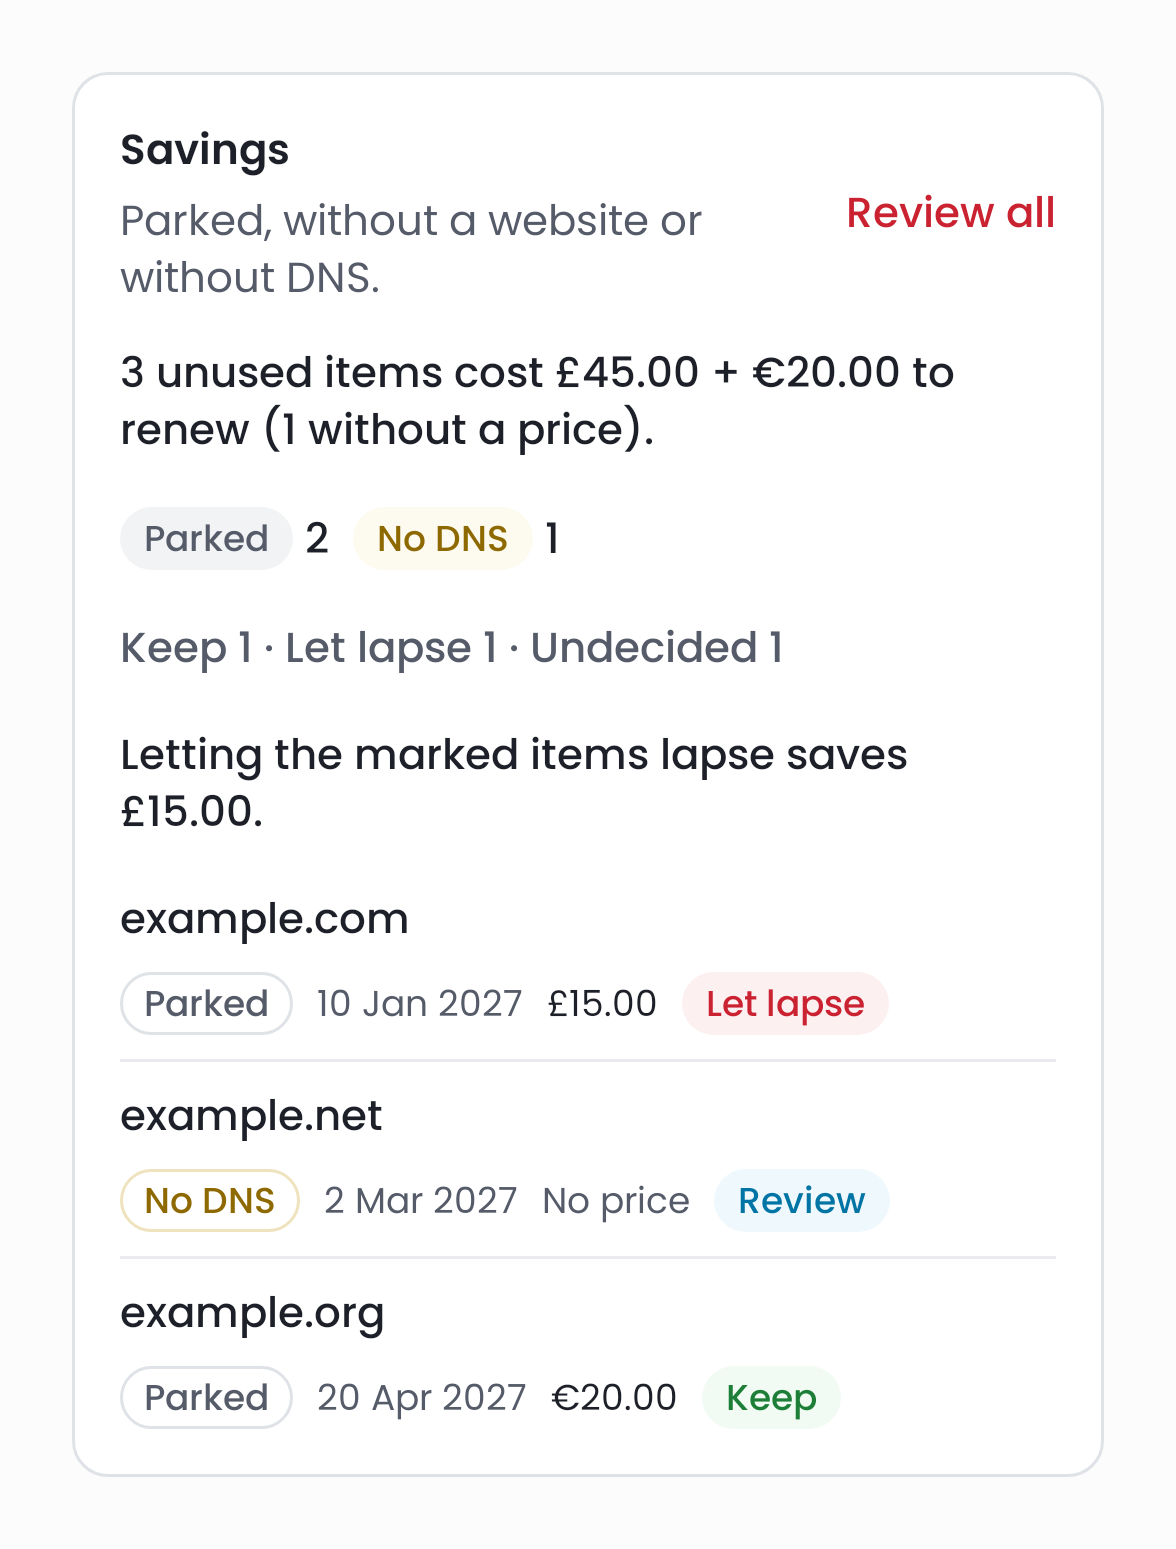 Savings
Parked, without a website or
without DNS.
Review all
3 unused items cost £45.00 + €20.00 to
renew (1 without a price).
Parked 2 No DNS 1
Keep 1 · Let lapse 1 · Undecided 1
Letting the marked items lapse saves
£15.00.
example.com
Parked 10 Jan 2027 £15.00 Let lapse
example.net
No DNS 2 Mar 2027 No price Review
example.org
Parked 20 Apr 2027 €20.00 Keep